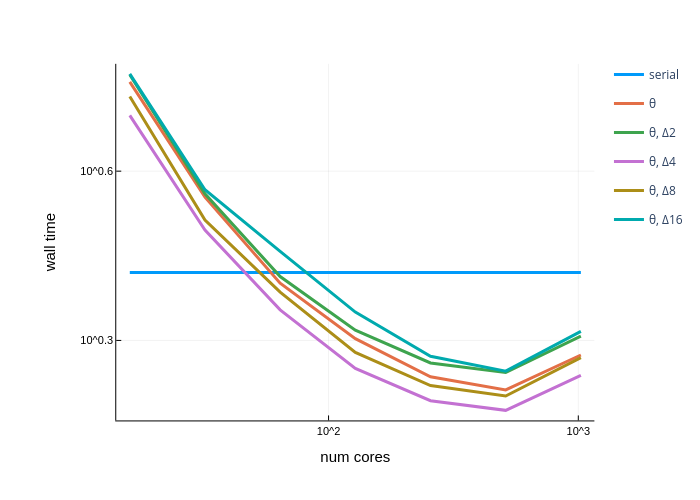 serial
θ
θ, Δ2
θ, Δ4
θ, Δ8
θ, Δ16
10^0.6
10^0.3
wall time
10^2
10^3
num cores